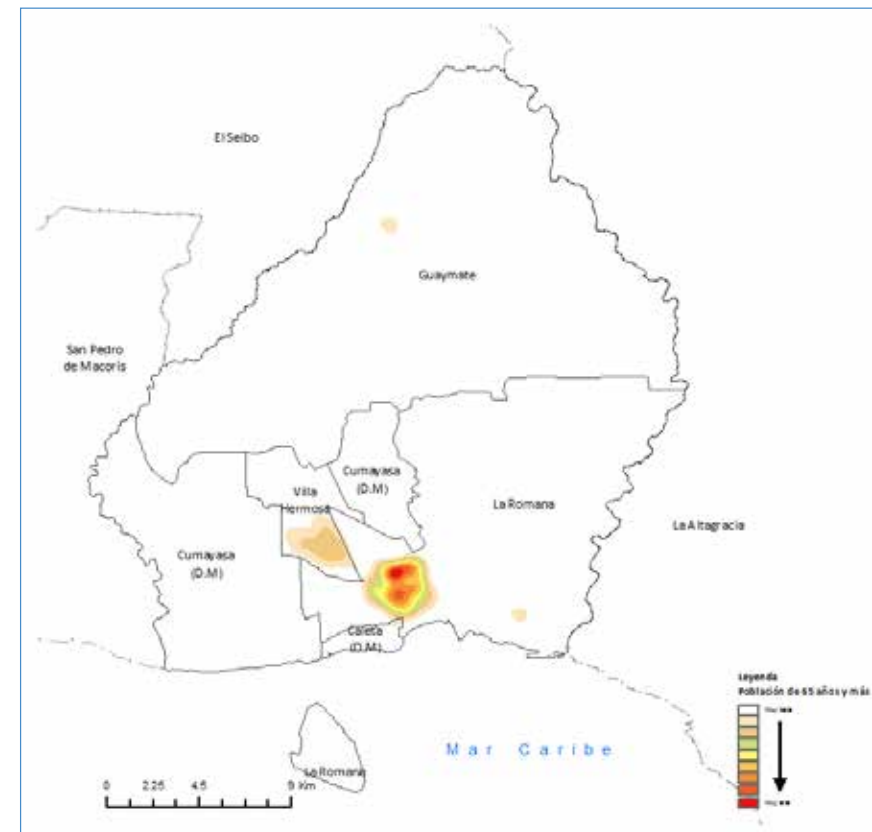 El Seibo
Guaymate
San Pedro
de Macorís
Cumayasa
(D.M)
Villa
Hermosa
La Romana
La Altagracia
Cumayasa
(D.M)
Caleta
(D.M)
Leyenda
Población de 65 años y más
Mar Caribe
La Romana
0 2.25 4.5 9 Km